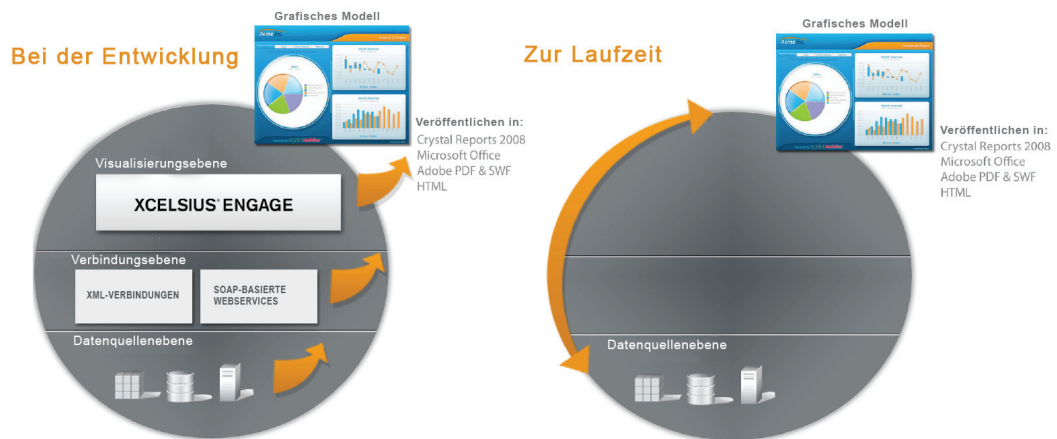 Grafisches Modell
Bei der Entwicklung
Veröffentlichen in:
Crystal Reports 2008
Microsoft Office
Adobe PDF & SWF
HTML
Visualisierungsebene
XCELSIUS® ENGAGE
Verbindungsebene
XML-VERBINDUNGEN
SOAP-BASIERTE
WEBSERVICES
Datenquellenebene
Grafisches Modell
Zur Laufzeit
Veröffentlichen in:
Crystal Reports 2008
Microsoft Office
Adobe PDF & SWF
HTML
Datenquellenebene